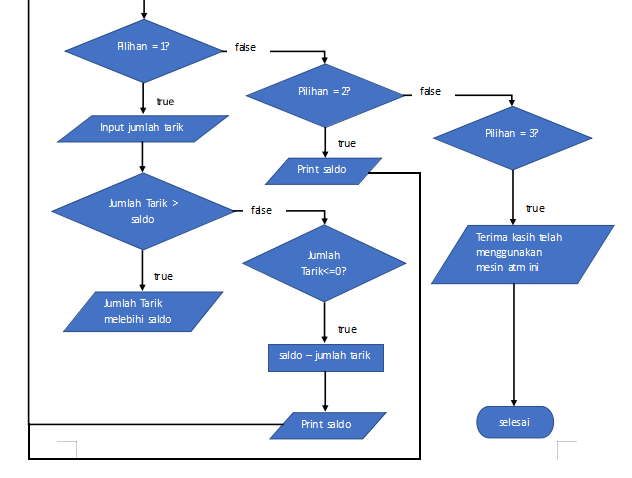 Pilihan = 1?
false
Pilihan = 2?
false
Pilihan = 3?
true
Input jumlah tarik
true
Print saldo
Jumlah Tarik >
saldo
false
true
Terima kasih telah
menggunakan
mesin atm ini
Jumlah
Tarik<=0?
true
Jumlah Tarik
melebihi saldo
true
saldo – jumlah tarik
Print saldo
selesai